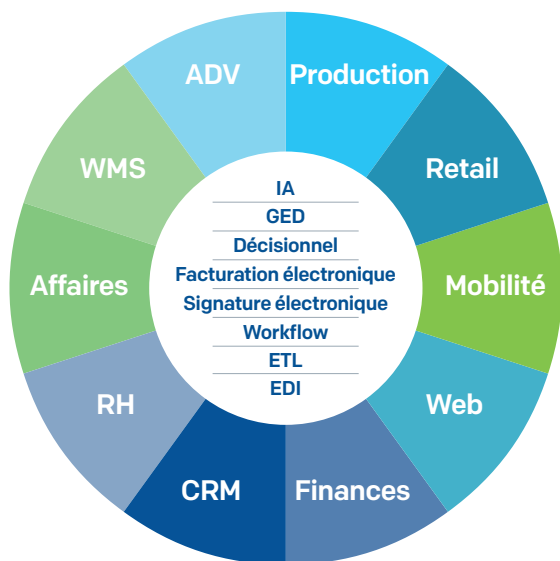 ADV
Production
WMS
Retail
IA
GED
Décisionnel
Facturation électronique
Signature électronique
Workflow
ETL
EDI
Affaires
Mobilité
RH
Web
CRM
Finances